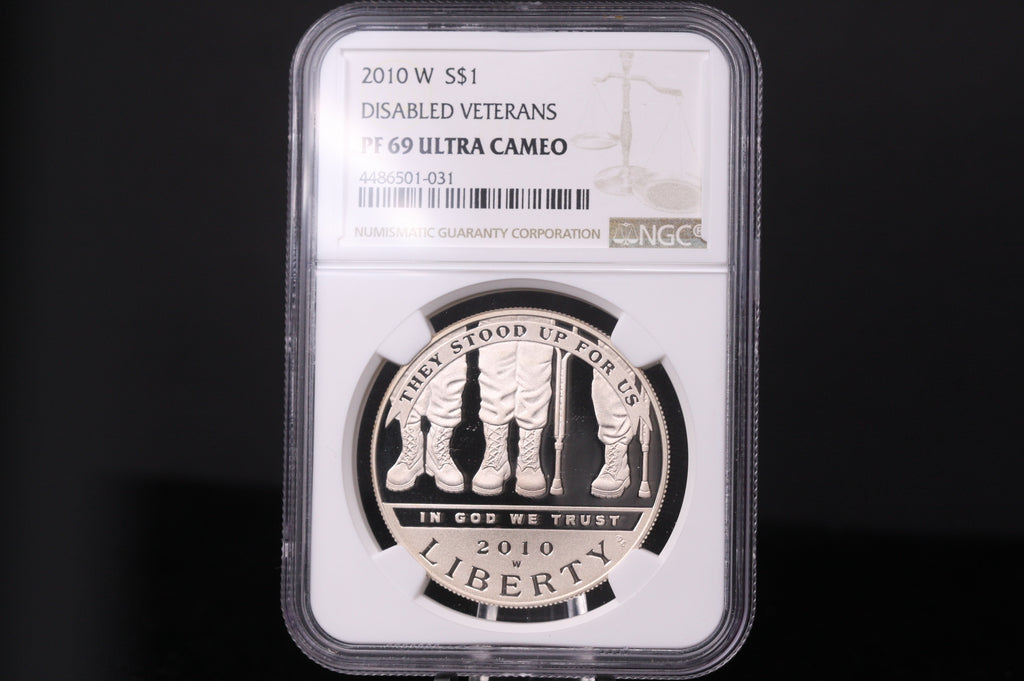 2010 W S$1
DISABLED VETERANS
PF 69 ULTRA CAMEO
4486501-031
NUMISMATIC GUARANTY CORPORATION
NGC®
THEY STOOD UP FOR US
IN GOD WE TRUST
2010
W
LIBERTY